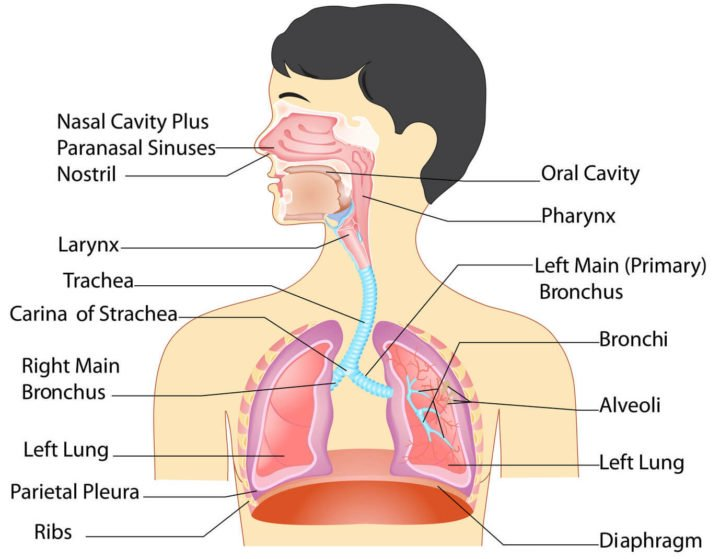 Nasal Cavity Plus
Paranasal Sinuses
Nostril
Larynx
Trachea
Carina of Strachea
Right Main
Bronchus
Left Lung
Parietal Pleura
Ribs
Oral Cavity
Pharynx
Left Main (Primary)
Bronchus
Bronchi
Alveoli
Left Lung
Diaphragm